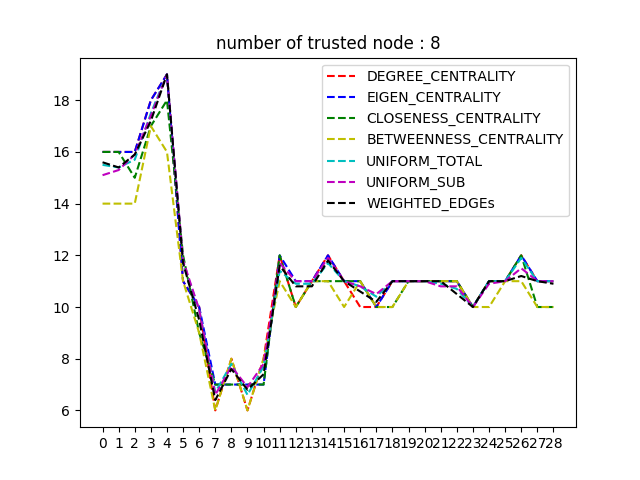 number of trusted node : 8
DEGREE_CENTRALITY
EIGEN_CENTRALITY
CLOSENESS_CENTRALITY
BETWEENNESS_CENTRALITY
UNIFORM_TOTAL
UNIFORM_SUB
WEIGHTED_EDGEs
18
16
14
12
10
8
6
0 1 2 3 4 5 6 7 8 9 10 11 12 13 14 15 16 17 18 19 20 21 22 23 24 25 26 27 28